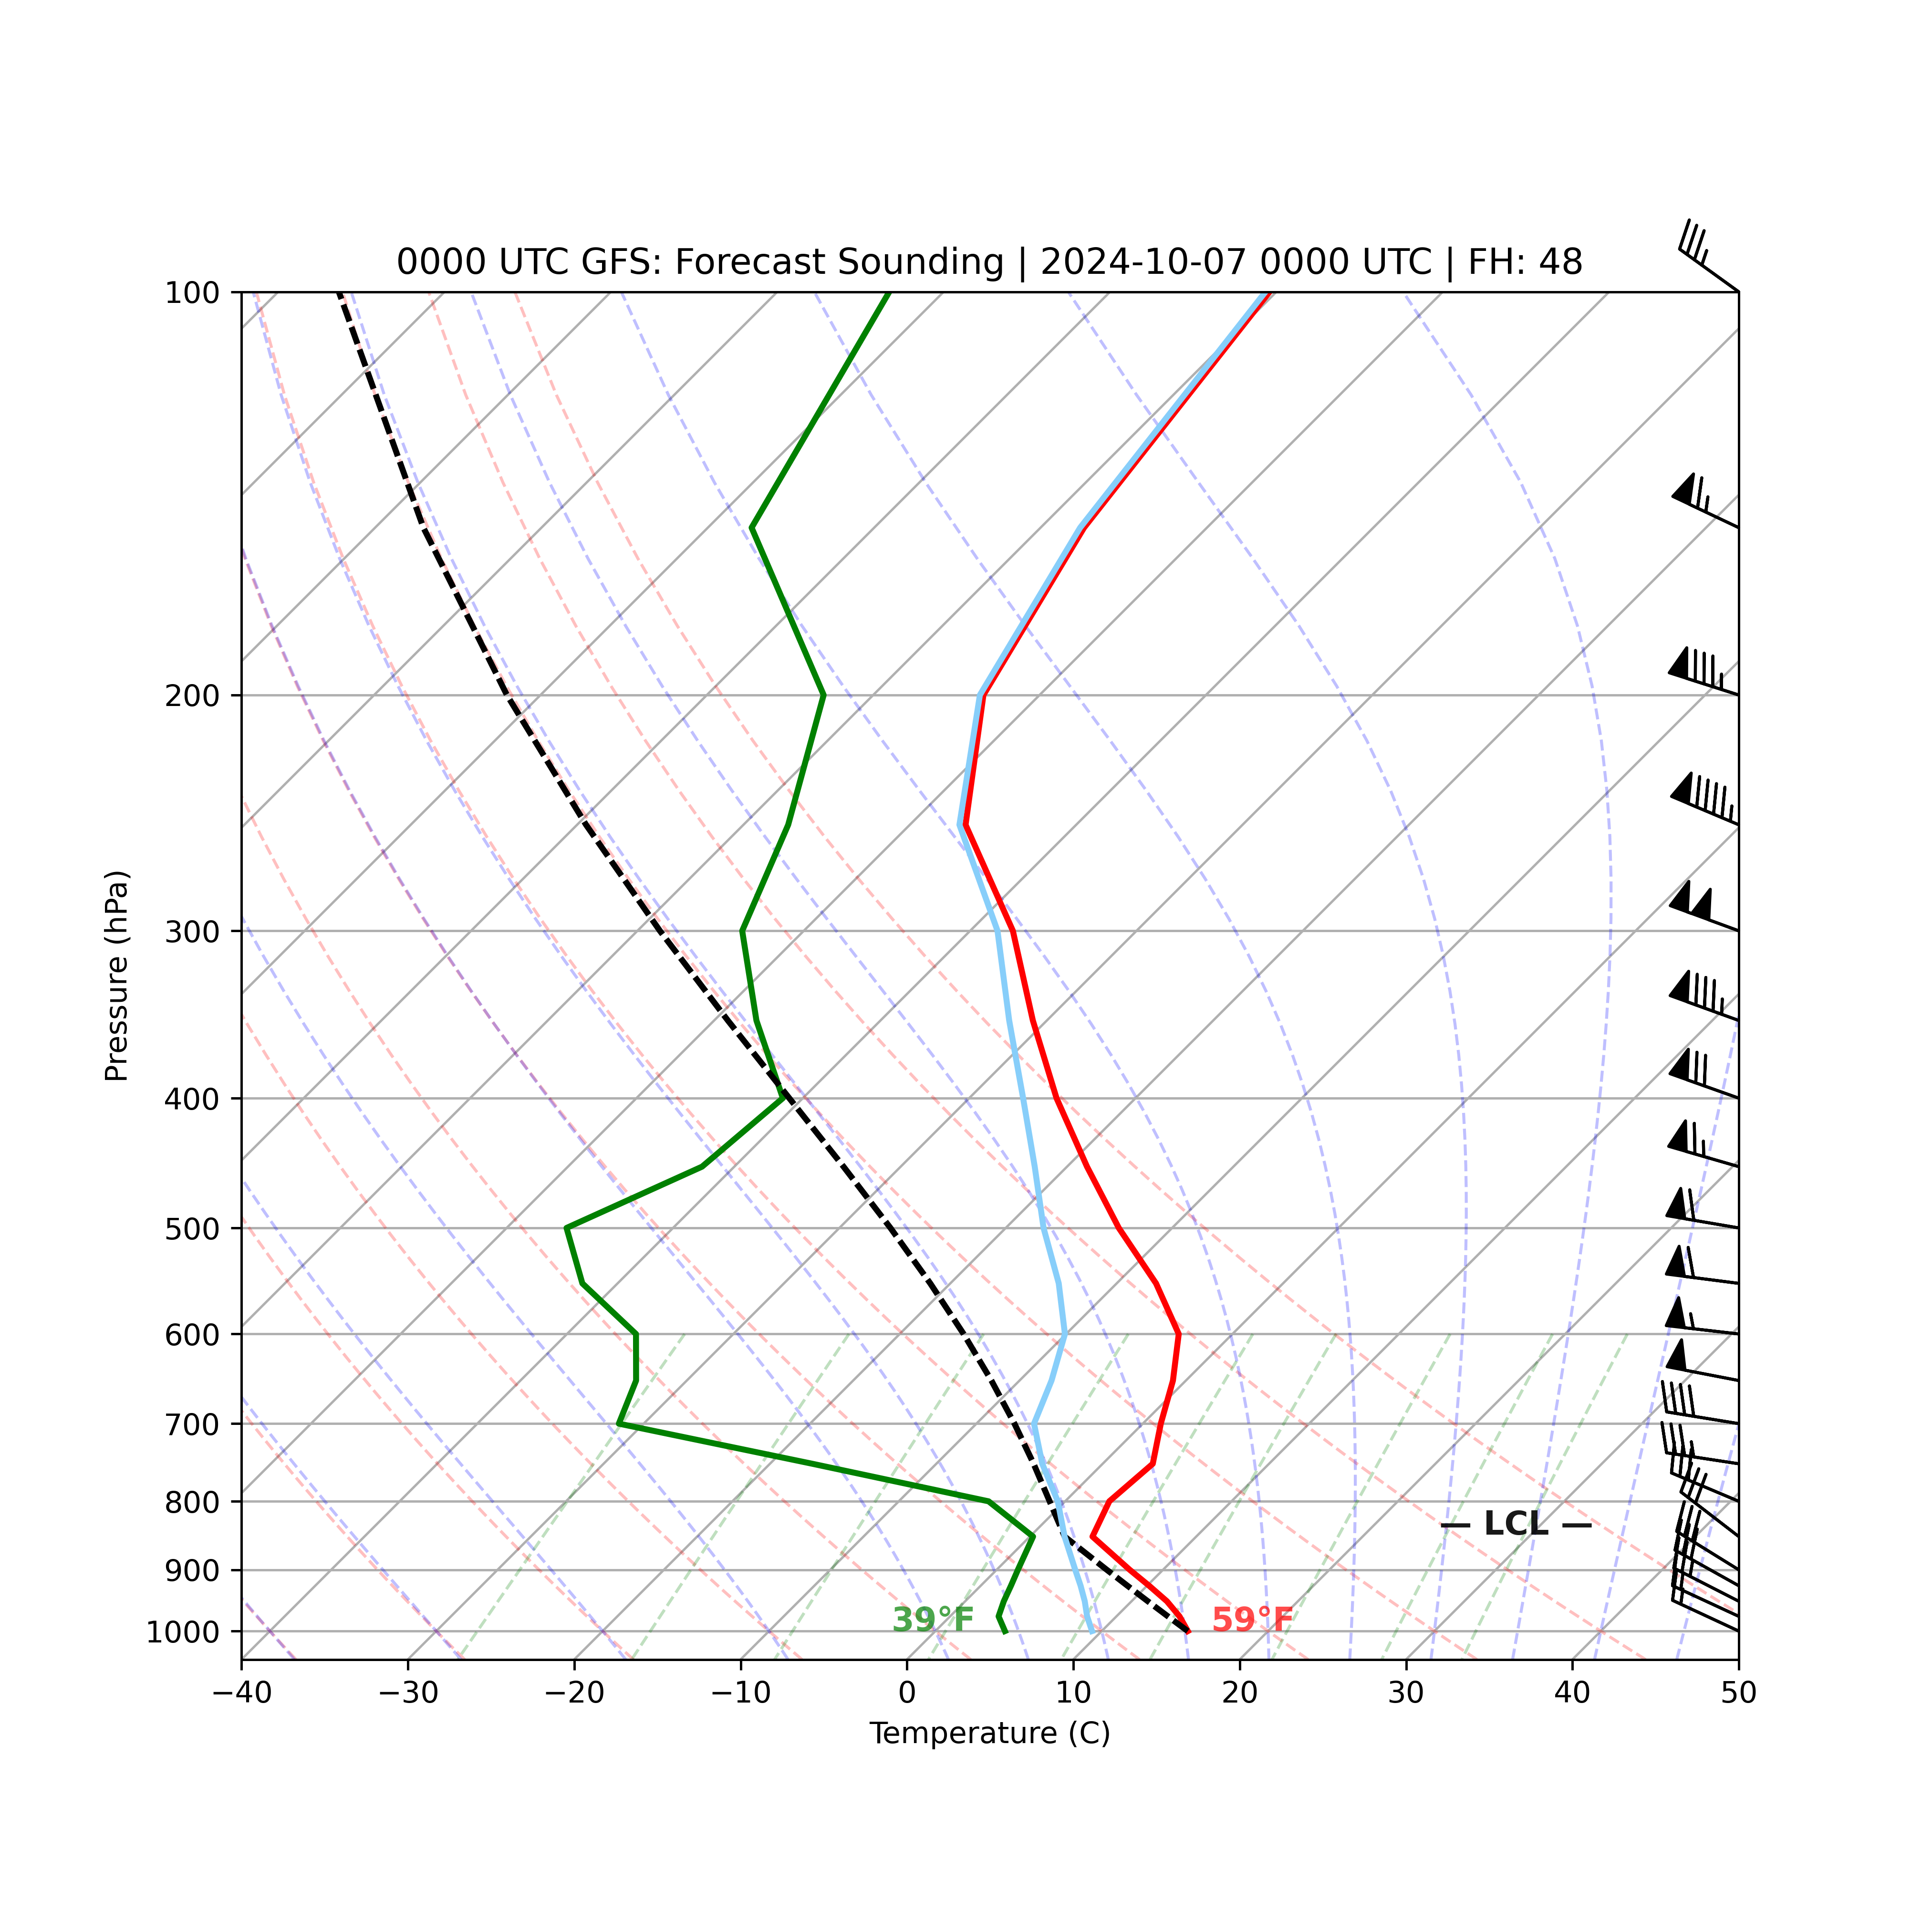 0000 UTC GFS: Forecast Sounding | 2024-10-07 0000 UTC | FH: 48
100
200
300
400
500
600
700
800
900
1000
Pressure (hPa)
— LCL —
39°F
59°F
−40 −30 −20 −10 0 10 20 30 40 50
Temperature (C)